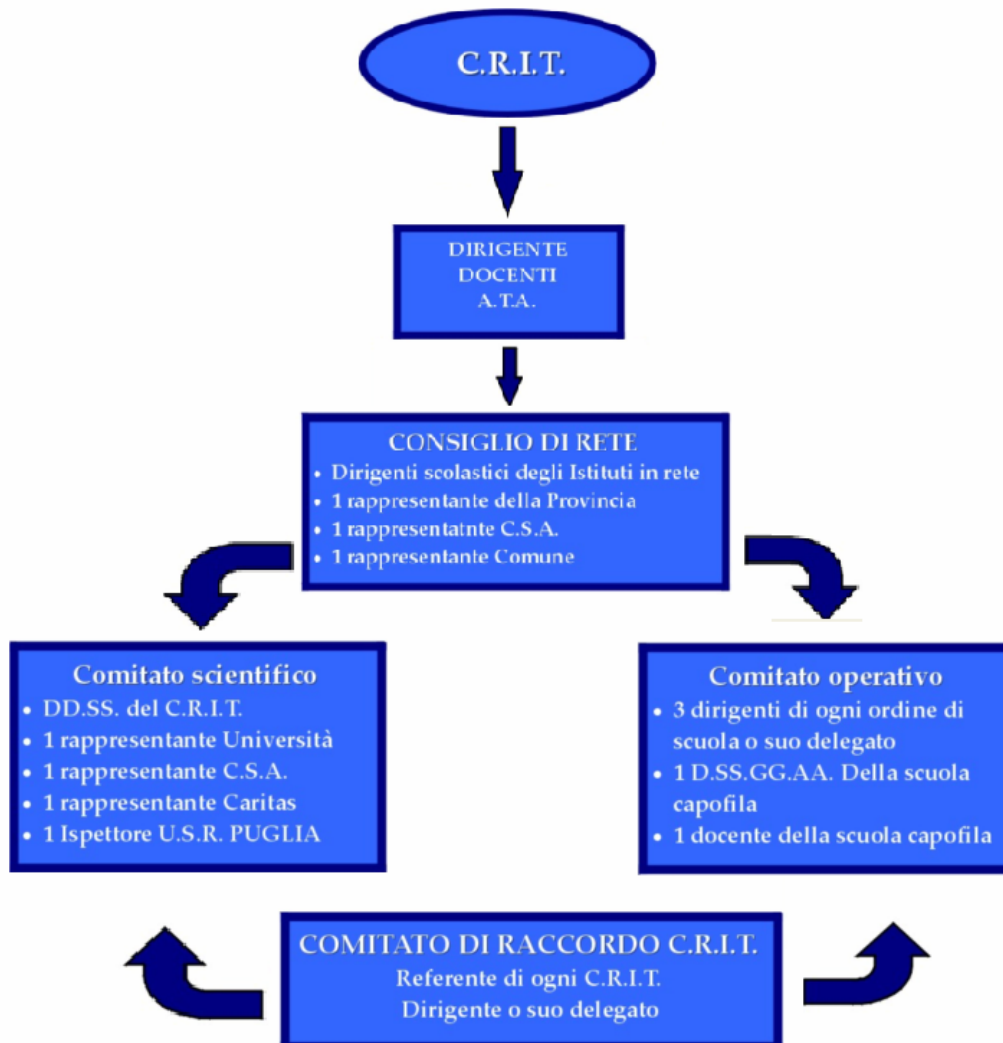 C.R.I.T.
DIRIGENTE
DOCENTI
A.T.A.
CONSIGLIO DI RETE
• Dirigenti scolastici degli Istituti in rete
• 1 rappresentante della Provincia
• 1 rappresentatnte C.S.A.
• 1 rappresentante Comune
Comitato scientifico
• DD.SS. del C.R.I.T.
• 1 rappresentante Università
• 1 rappresentante C.S.A.
• 1 rappresentante Caritas
• 1 Ispettore U.S.R. PUGLIA
Comitato operativo
• 3 dirigenti di ogni ordine di
scuola o suo delegato
• 1 D.SS.GG.AA. Della scuola
capofila
• 1 docente della scuola capofila
COMITATO DI RACCORDO C.R.I.T.
Referente di ogni C.R.I.T.
Dirigente o suo delegato